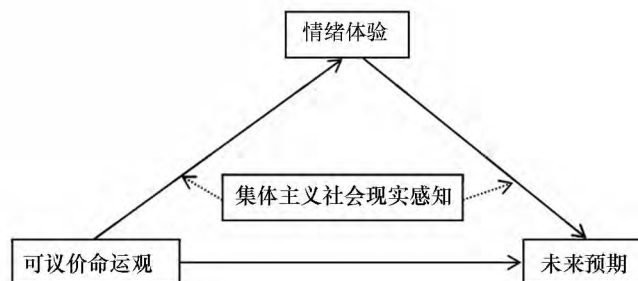 情绪体验
集体主义社会现实感知
可议价命运观
未来预期